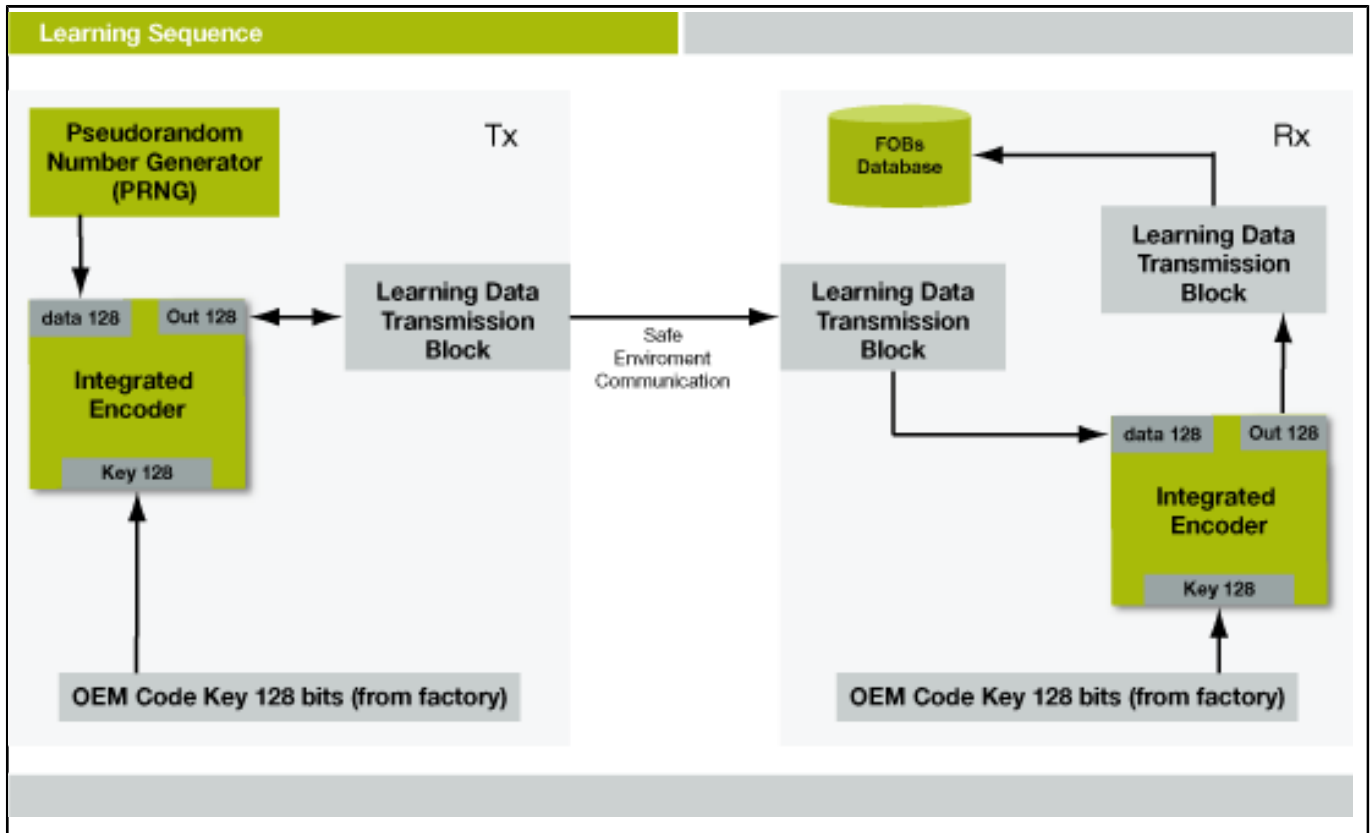 Learning Sequence
Pseudorandom
Number Generator
(PRNG)
Tx
data 128
Out 128
Integrated
Encoder
Key 128
Learning Data
Transmission
Block
OEM Code Key 128 bits (from factory)
Safe
Enviroment
Communication
Rx
FOBs
Database
Learning Data
Transmission
Block
Learning Data
Transmission
Block
data 128
Out 128
Integrated
Encoder
Key 128
OEM Code Key 128 bits (from factory)